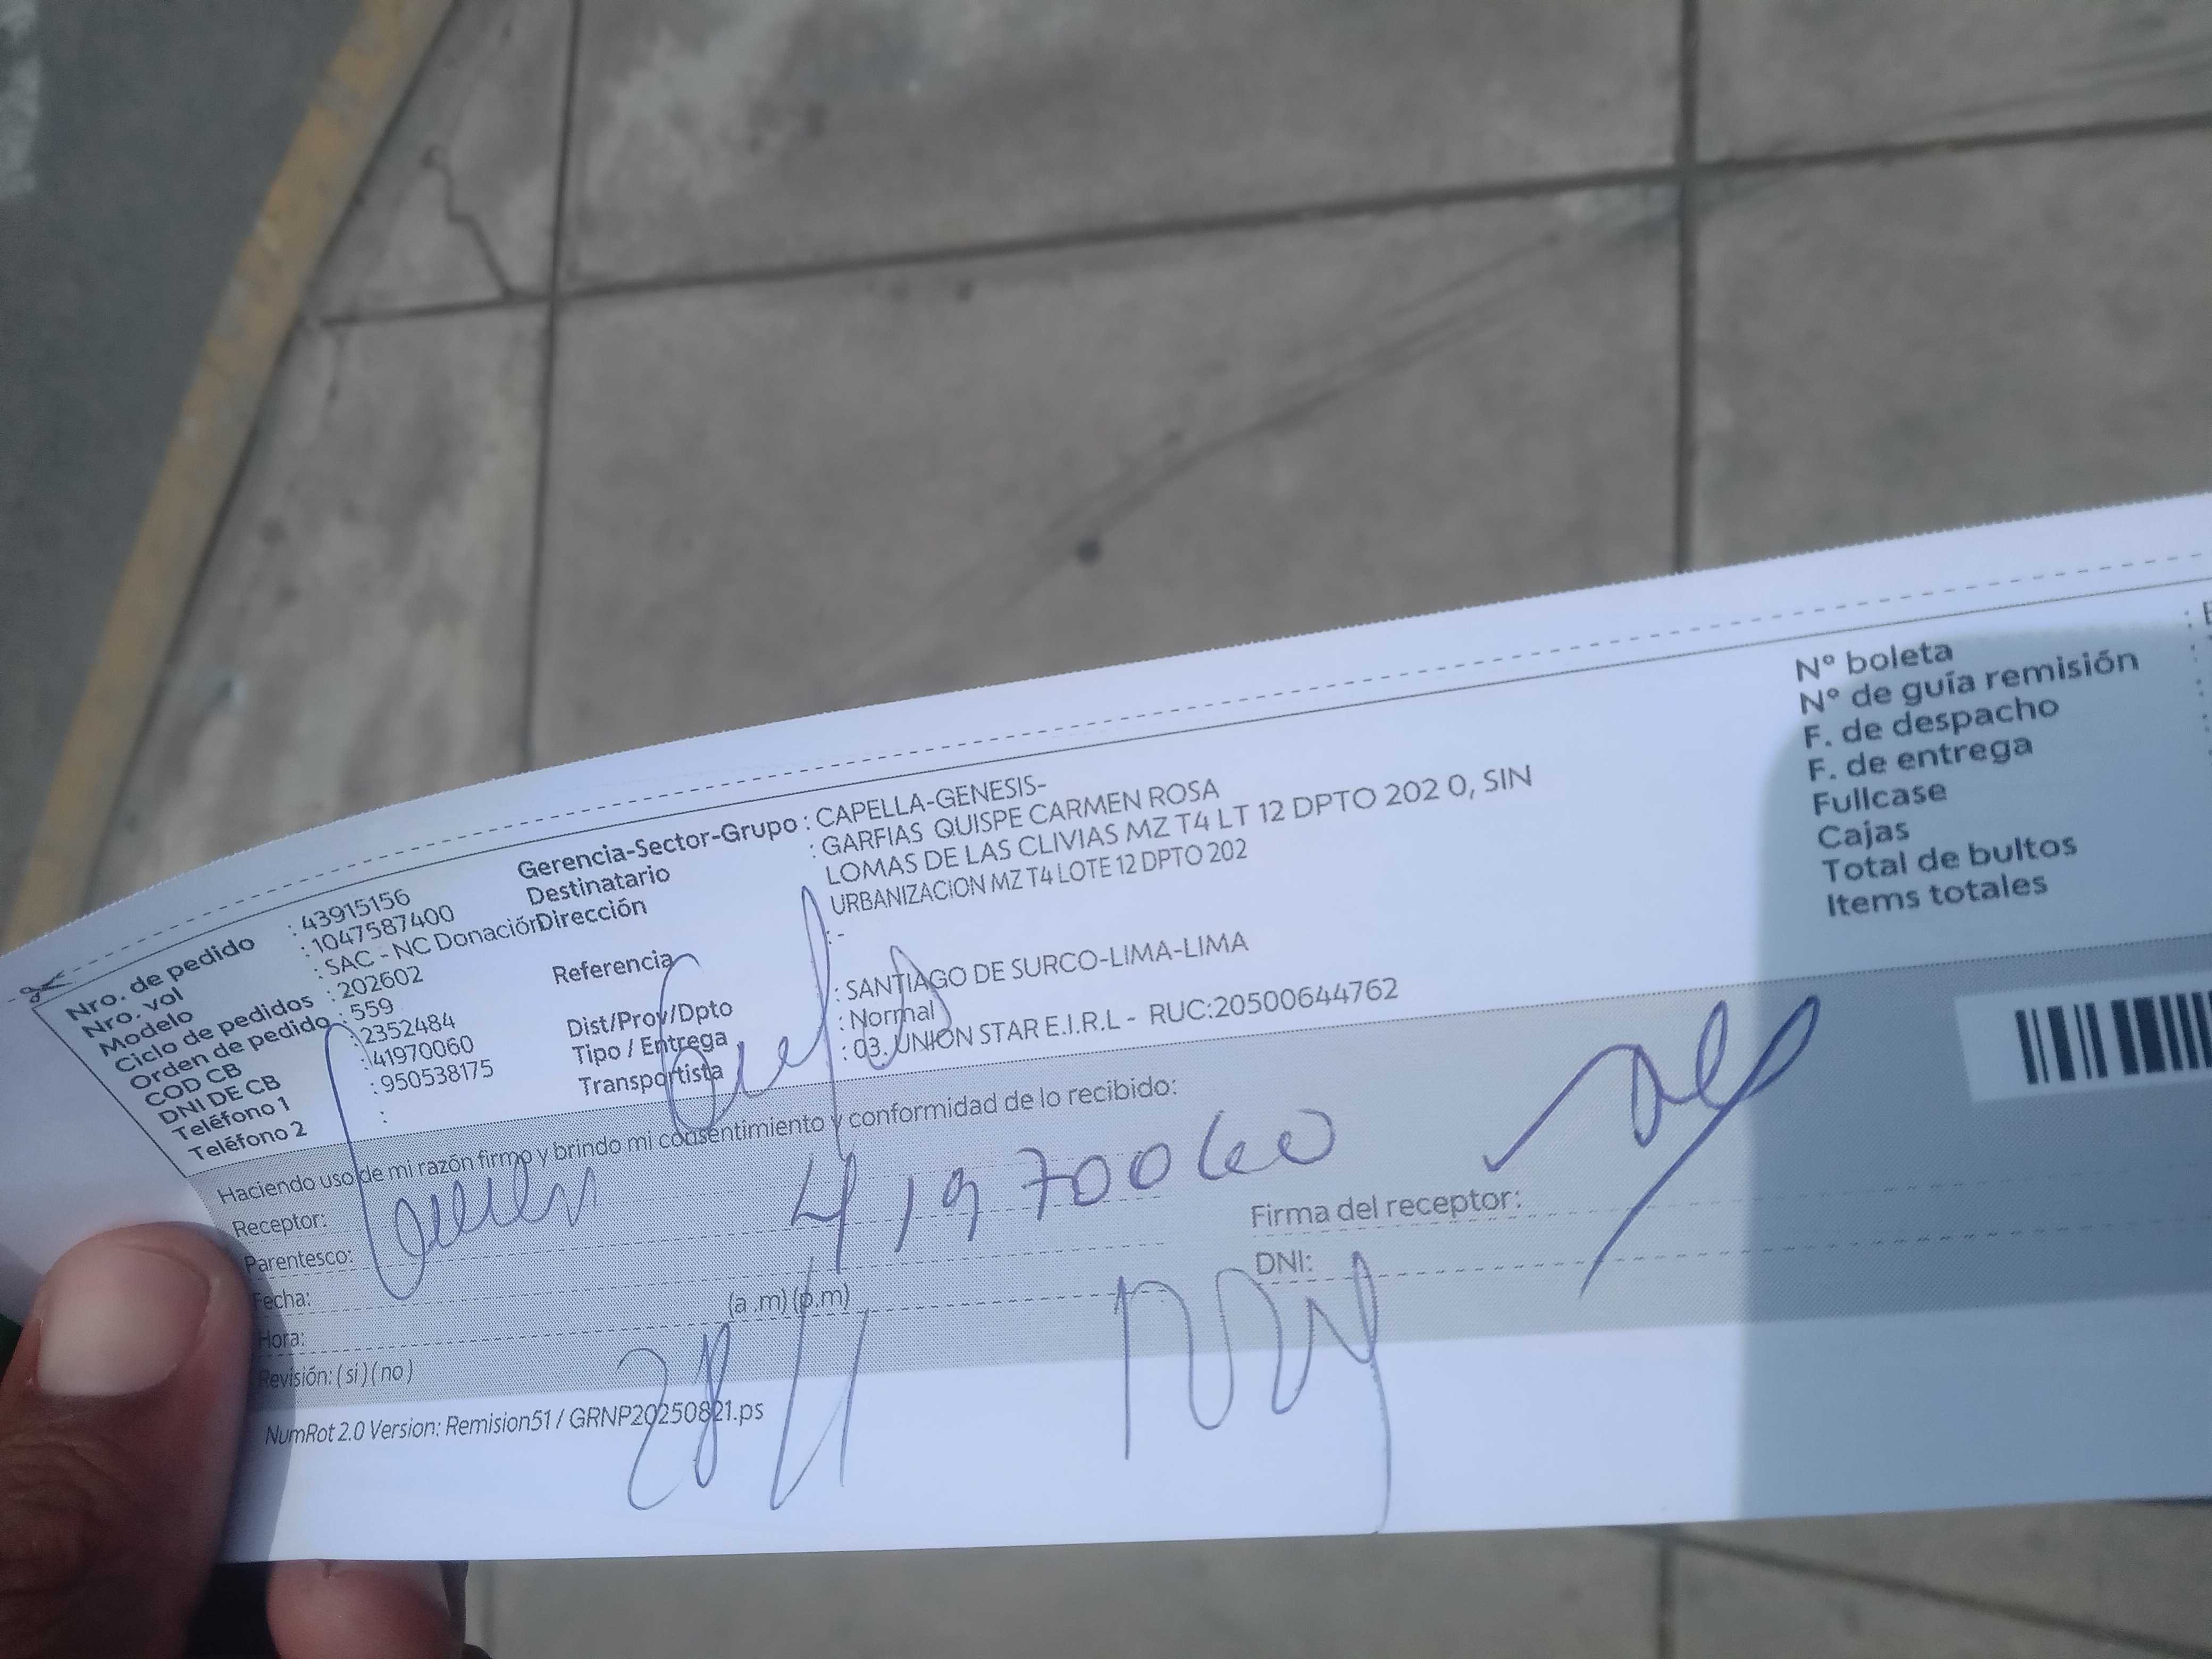 Nro. de pedido : 43915156
Nro. vol : 1047587400
Modelo : SAC - NC Donación
Ciclo de pedidos : 202602
Orden de pedido : 559
COD CB : 2352484
DNI DE CB : 41970060
Teléfono 1 : 950538175
Teléfono 2 :
Gerencia-Sector-Grupo : CAPELLA-GENESIS-
Destinatario : GARFIAS QUISPE CARMEN ROSA
Dirección LOMAS DE LAS CLIVIAS MZ T4 LT 12 DPTO 202 0, SIN
URBANIZACION MZ T4 LOTE 12 DPTO 202
Referencia : -
Dist/Prov/Dpto : SANTIAGO DE SURCO-LIMA-LIMA
Tipo / Entrega : Normal
Transportista : 03. UNION STAR E.I.R.L - RUC:20500644762
N° boleta
N° de guía remisión
F. de despacho
F. de entrega
Fullcase
Cajas
Total de bultos
Items totales
Haciendo uso de mi razón firmo y brindo mi consentimiento y conformidad de lo recibido:
Receptor: Carmen
41970060
Parentesco:
Fecha:
Hora: (a .m) (p.m)
Revisión: ( si ) ( no )
Firma del receptor:
DNI:
28/1
NumRot 2.0 Version: Remision51 / GRNP20250821.ps